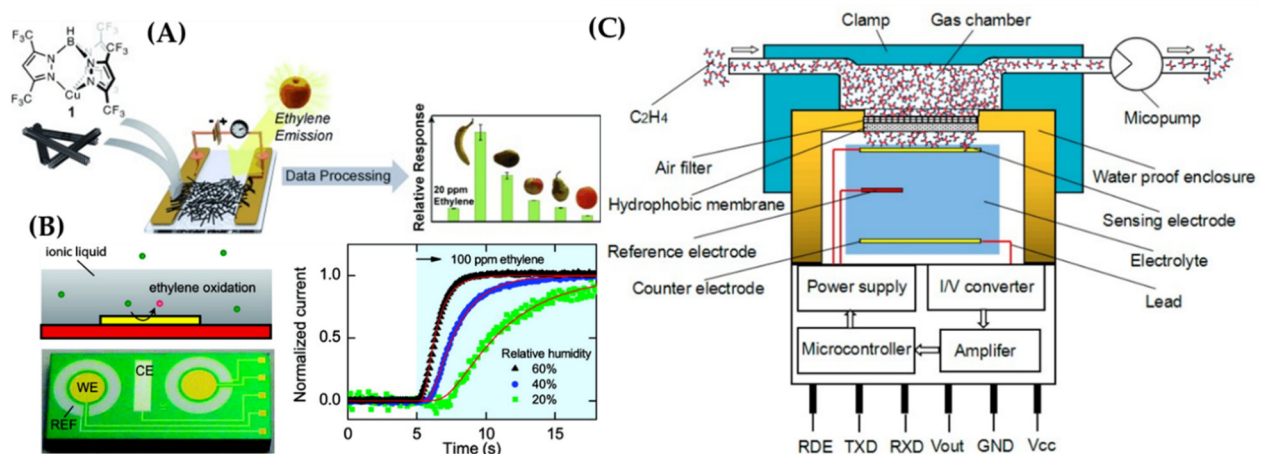 (A)
CF₃
H
B
CF₃
CF₃
N
N
N
N
N
F₃C
Cu
CF₃
CF₃
1
- +
Ethylene
Emission
Data Processing
Relative Response
20 ppm
Ethylene
(B)
ionic liquid
ethylene oxidation
WE
CE
REF
Normalized current
1.0
0.5
0.0
100 ppm ethylene
Relative humidity
60%
40%
20%
0
5
10
15
Time (s)
(C)
Clamp
Gas chamber
C2H4
Micopump
Air filter
Water proof enclosure
Hydrophobic membrane
Sensing electrode
Reference electrode
Electrolyte
Counter electrode
Lead
Power supply
I/V converter
Microcontroller
Amplifer
RDE TXD RXD Vout GND Vcc